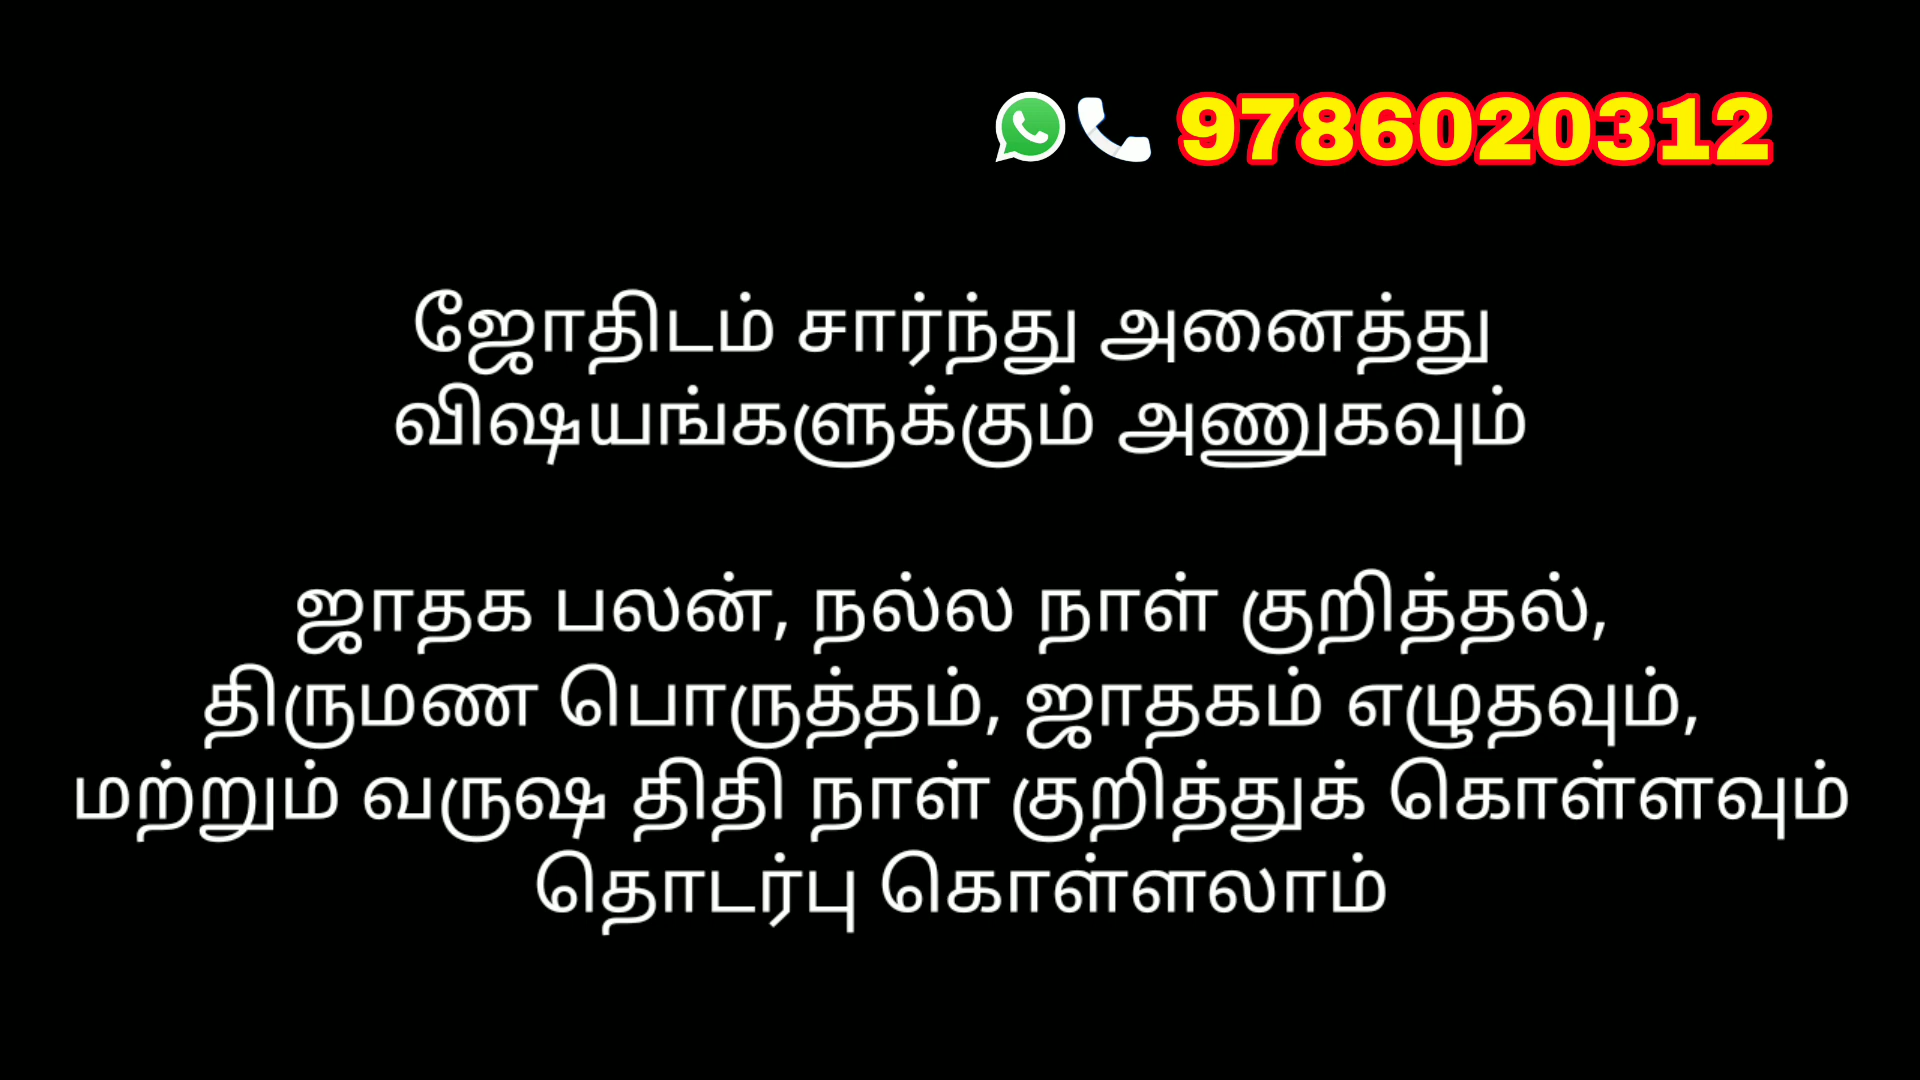 9786020312
ஜோதிடம் சார்ந்து அனைத்து
விஷயங்களுக்கும் அணுகவும்
ஜாதக பலன், நல்ல நாள் குறித்தல்,
திருமண பொருத்தம், ஜாதகம் எழுதவும்,
மற்றும் வருஷ திதி நாள் குறித்துக் கொள்ளவும்
தொடர்பு கொள்ளலாம்